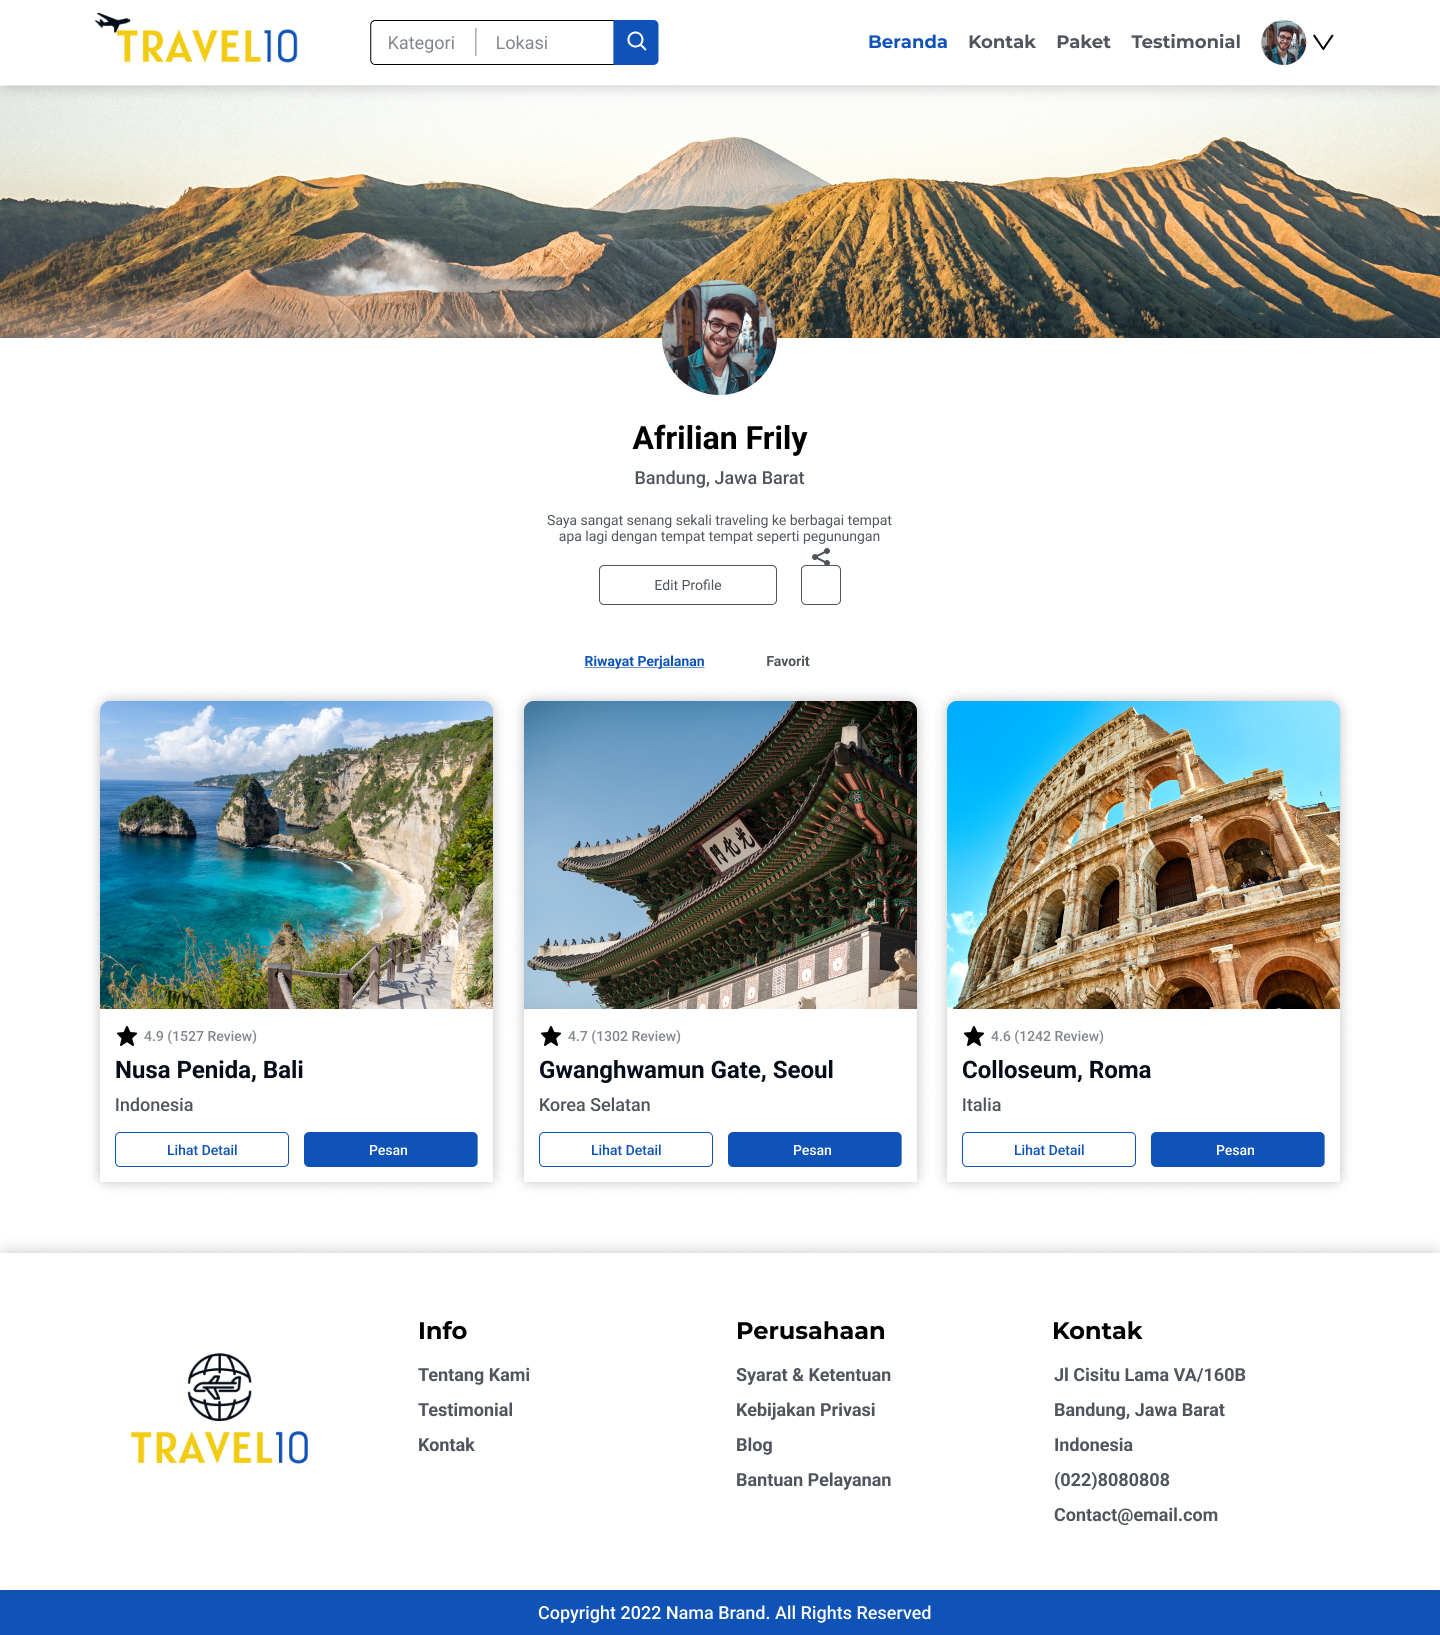 TRAVEL10
Kategori
Lokasi
Beranda
Kontak
Paket
Testimonial
Afrilian Frily
Bandung, Jawa Barat
Saya sangat senang sekali traveling ke berbagai tempat
apa lagi dengan tempat tempat seperti pegunungan
Edit Profile
Riwayat Perjalanan
Favorit
門化光
4.9 (1527 Review)
Nusa Penida, Bali
Indonesia
Lihat Detail
Pesan
4.7 (1302 Review)
Gwanghwamun Gate, Seoul
Korea Selatan
Lihat Detail
Pesan
4.6 (1242 Review)
Colloseum, Roma
Italia
Lihat Detail
Pesan
TRAVEL10
Info
Tentang Kami
Testimonial
Kontak
Perusahaan
Syarat & Ketentuan
Kebijakan Privasi
Blog
Bantuan Pelayanan
Kontak
Jl Cisitu Lama VA/160B
Bandung, Jawa Barat
Indonesia
(022)8080808
Contact@email.com
Copyright 2022 Nama Brand. All Rights Reserved